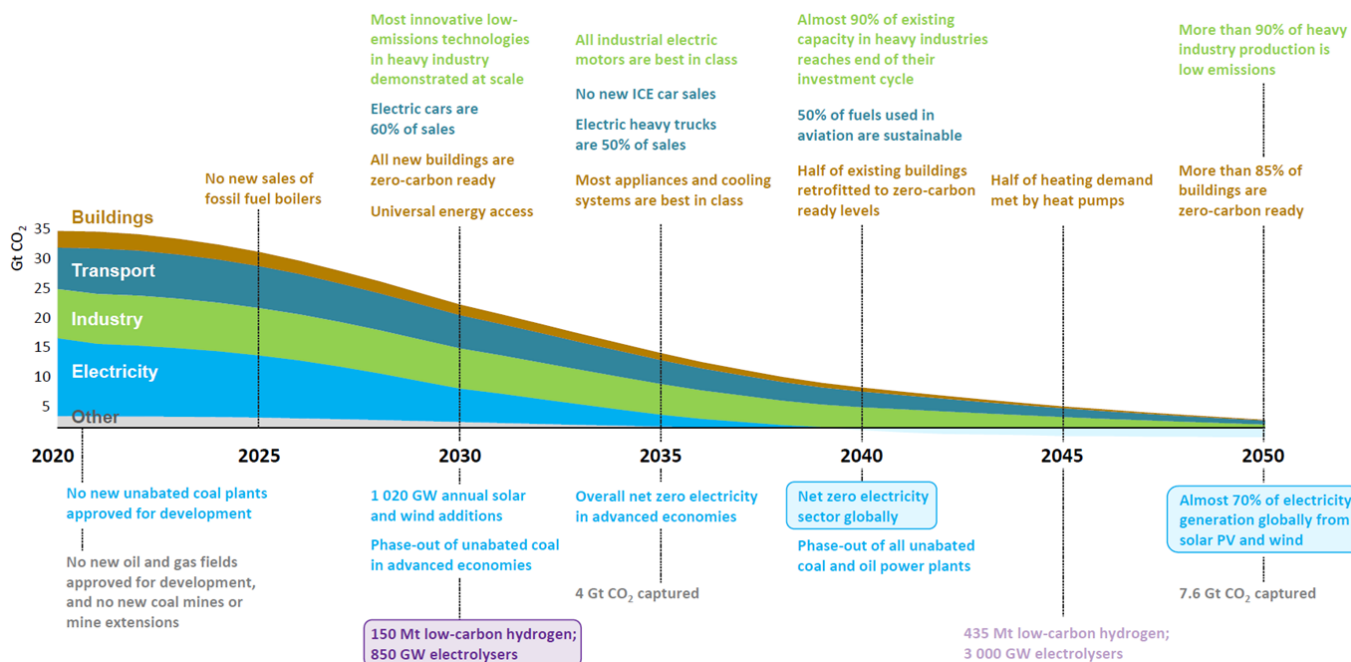 Most innovative low-
emissions technologies
in heavy industry
demonstrated at scale
Electric cars are
60% of sales
All new buildings are
zero-carbon ready
Universal energy access
All industrial electric
motors are best in class
No new ICE car sales
Electric heavy trucks
are 50% of sales
Most appliances and cooling
systems are best in class
Almost 90% of existing
capacity in heavy industries
reaches end of their
investment cycle
50% of fuels used in
aviation are sustainable
Half of existing buildings
retrofitted to zero-carbon
ready levels
Half of heating demand
met by heat pumps
More than 90% of heavy
industry production is
low emissions
More than 85% of
buildings are
zero-carbon ready
No new sales of
fossil fuel boilers
Gt CO₂
35
30
25
20
15
10
5
Buildings
Transport
Industry
Electricity
Other
2020
2025
2030
2035
2040
2045
2050
No new unabated coal plants
approved for development
No new oil and gas fields
approved for development,
and no new coal mines or
mine extensions
1 020 GW annual solar
and wind additions
Phase-out of unabated coal
in advanced economies
150 Mt low-carbon hydrogen;
850 GW electrolysers
Overall net zero electricity
in advanced economies
4 Gt CO₂ captured
Net zero electricity
sector globally
Phase-out of all unabated
coal and oil power plants
435 Mt low-carbon hydrogen;
3 000 GW electrolysers
Almost 70% of electricity
generation globally from
solar PV and wind
7.6 Gt CO₂ captured